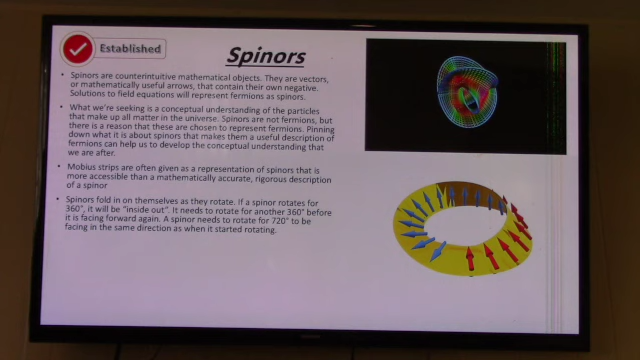 Established
Spinors
• Spinors are counterintuitive mathematical objects. They are vectors,
or mathematically useful arrows, that contain their own negative.
Solutions to field equations will represent fermions as spinors.
• What we're seeking is a conceptual understanding of the particles
that make up all matter in the universe. Spinors are not fermions, but
there is a reason that these are chosen to represent fermions. Pinning
down what it is about spinors that makes them a useful description of
fermions can help us to develop the conceptual understanding that
we are after.
• Mobius strips are often given as a representation of spinors that is
more accessible than a mathematically accurate, rigorous description
of a spinor
• Spinors fold in on themselves as they rotate. If a spinor rotates for
360°, it will be "inside out". It needs to rotate for another 360° before
it is facing forward again. A spinor needs to rotate for 720° to be
facing in the same direction as when it started rotating.